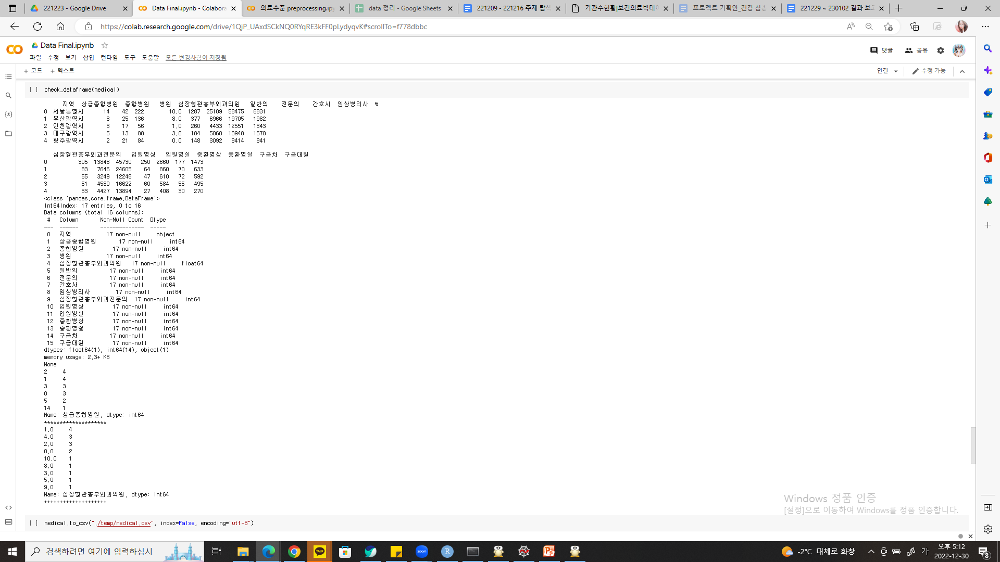 221223 - Google Drive
Data Final.ipynb - Colabora
의료수준 preprocessing.ipy
data 정리 - Google Sheets
221209 - 221216 주제 탐색
기관수현황|보건의료빅데이
프로젝트 기획안_건강 삼층
221229 ~ 230102 결과 보고
https://colab.research.google.com/drive/1QjP_UAxdSCkNQ0RYqRE3kFF0pLydyqvK#scrollTo=f778dbbc
Data Final.ipynb
파일 수정 보기 삽입 런타임 도구 도움말 모든 변경사항이 저장됨
댓글 공유
+ 코드 + 텍스트
연결 수정 가능
[ ] check_dataframe(medical)
지역 상급종합병원 종합병원 병원 심장혈관흉부외과의원 일반의 전문의 간호사 임상병리사 ₩
0 서울특별시 14 42 222 10.0 1287 25109 58475 6831
1 부산광역시 3 25 136 8.0 377 6966 19705 1982
2 인천광역시 3 17 56 1.0 260 4433 12551 1343
3 대구광역시 5 13 88 3.0 184 5060 13948 1578
4 광주광역시 2 21 84 0.0 148 3092 9414 941
심장혈관흉부외과전문의 입원병상 입원병실 중환병상 중환병실 구급차 구급대원
0 305 13846 45730 250 2660 177 1473
1 83 7646 24605 64 860 70 633
2 55 3249 12248 47 610 72 592
3 51 4580 16622 60 584 55 495
4 33 4427 13894 27 408 30 270
<class 'pandas.core.frame.DataFrame'>
Int64Index: 17 entries, 0 to 16
Data columns (total 16 columns):
# Column Non-Null Count Dtype
--- ------ -------------- -----
0 지역 17 non-null object
1 상급종합병원 17 non-null int64
2 종합병원 17 non-null int64
3 병원 17 non-null int64
4 심장혈관흉부외과의원 17 non-null float64
5 일반의 17 non-null int64
6 전문의 17 non-null int64
7 간호사 17 non-null int64
8 임상병리사 17 non-null int64
9 심장혈관흉부외과전문의 17 non-null int64
10 입원병상 17 non-null int64
11 입원병실 17 non-null int64
12 중환병상 17 non-null int64
13 중환병실 17 non-null int64
14 구급차 17 non-null int64
15 구급대원 17 non-null int64
dtypes: float64(1), int64(14), object(1)
memory usage: 2.3+ KB
None
2 4
1 4
3 3
0 3
5 2
14 1
Name: 상급종합병원, dtype: int64
********************
1.0 4
4.0 3
2.0 3
0.0 2
10.0 1
8.0 1
3.0 1
5.0 1
9.0 1
Name: 심장혈관흉부외과의원, dtype: int64
********************
[ ] medical.to_csv("./temp/medical.csv", index=False, encoding="utf-8")
Windows 정품 인증
[설정]으로 이동하여 Windows를 정품 인증합니다.
검색하려면 여기에 입력하십시
TALK
zoom
R
-2°C 대체로 화창
가
오후 5:12
2022-12-30
8